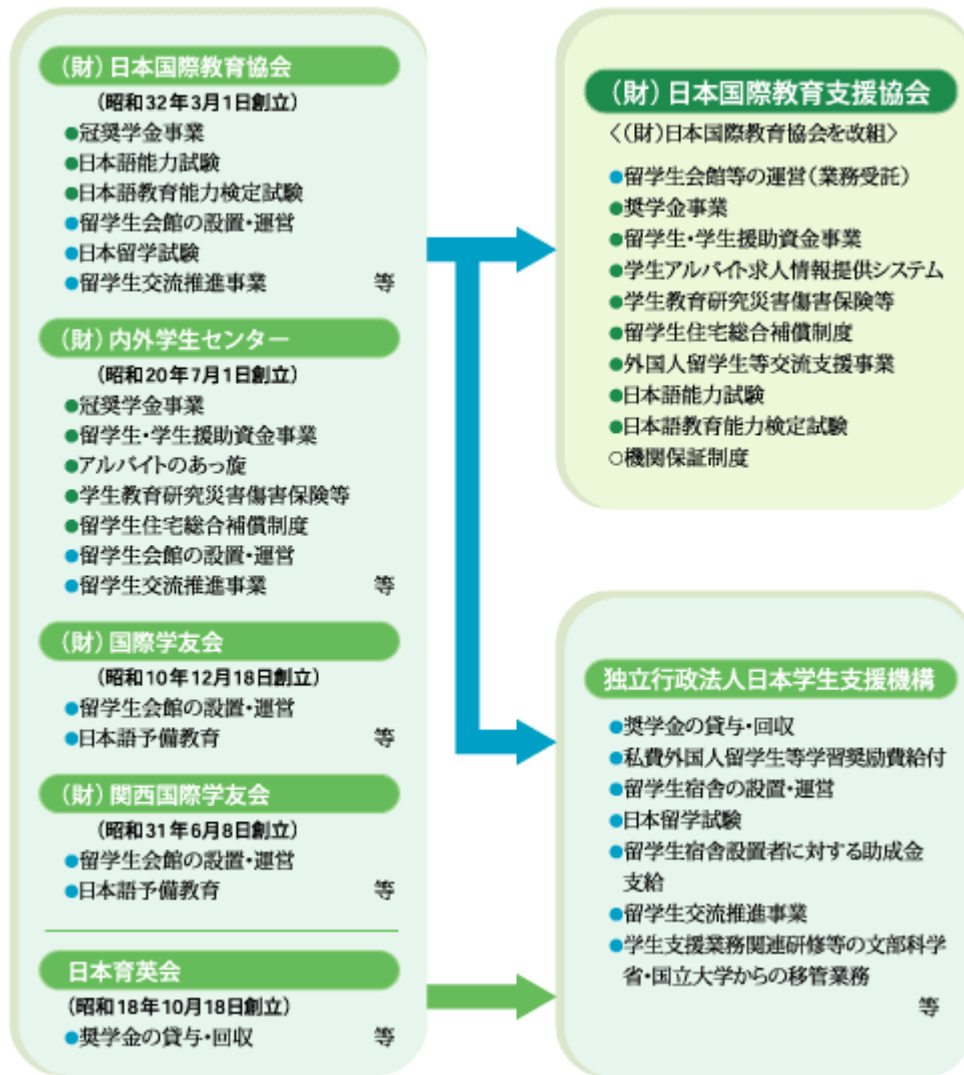 （財）日本国際教育協会
（昭和32年3月1日創立）
●冠奨学金事業
●日本語能力試験
●日本語教育能力検定試験
●留学生会館の設置・運営
●日本留学試験
●留学生交流推進事業 等
（財）内外学生センター
（昭和20年7月1日創立）
●冠奨学金事業
●留学生・学生援助資金事業
●アルバイトのあっ旋
●学生教育研究災害傷害保険等
●留学生住宅総合補償制度
●留学生会館の設置・運営
●留学生交流推進事業 等
（財）国際学友会
（昭和10年12月18日創立）
●留学生会館の設置・運営
●日本語予備教育 等
（財）関西国際学友会
（昭和31年6月8日創立）
●留学生会館の設置・運営
●日本語予備教育 等
日本育英会
（昭和18年10月18日創立）
●奨学金の貸与・回収 等
（財）日本国際教育支援協会
〈（財）日本国際教育協会を改組〉
●留学生会館等の運営（業務受託）
●奨学金事業
●留学生・学生援助資金事業
●学生アルバイト求人情報提供システム
●学生教育研究災害傷害保険等
●留学生住宅総合補償制度
●外国人留学生等交流支援事業
●日本語能力試験
●日本語教育能力検定試験
○機関保証制度
独立行政法人日本学生支援機構
●奨学金の貸与・回収
●私費外国人留学生等学習奨励費給付
●留学生宿舎の設置・運営
●日本留学試験
●留学生宿舎設置者に対する助成金
支給
●留学生交流推進事業
●学生支援業務関連研修等の文部科学
省・国立大学からの移管業務
等